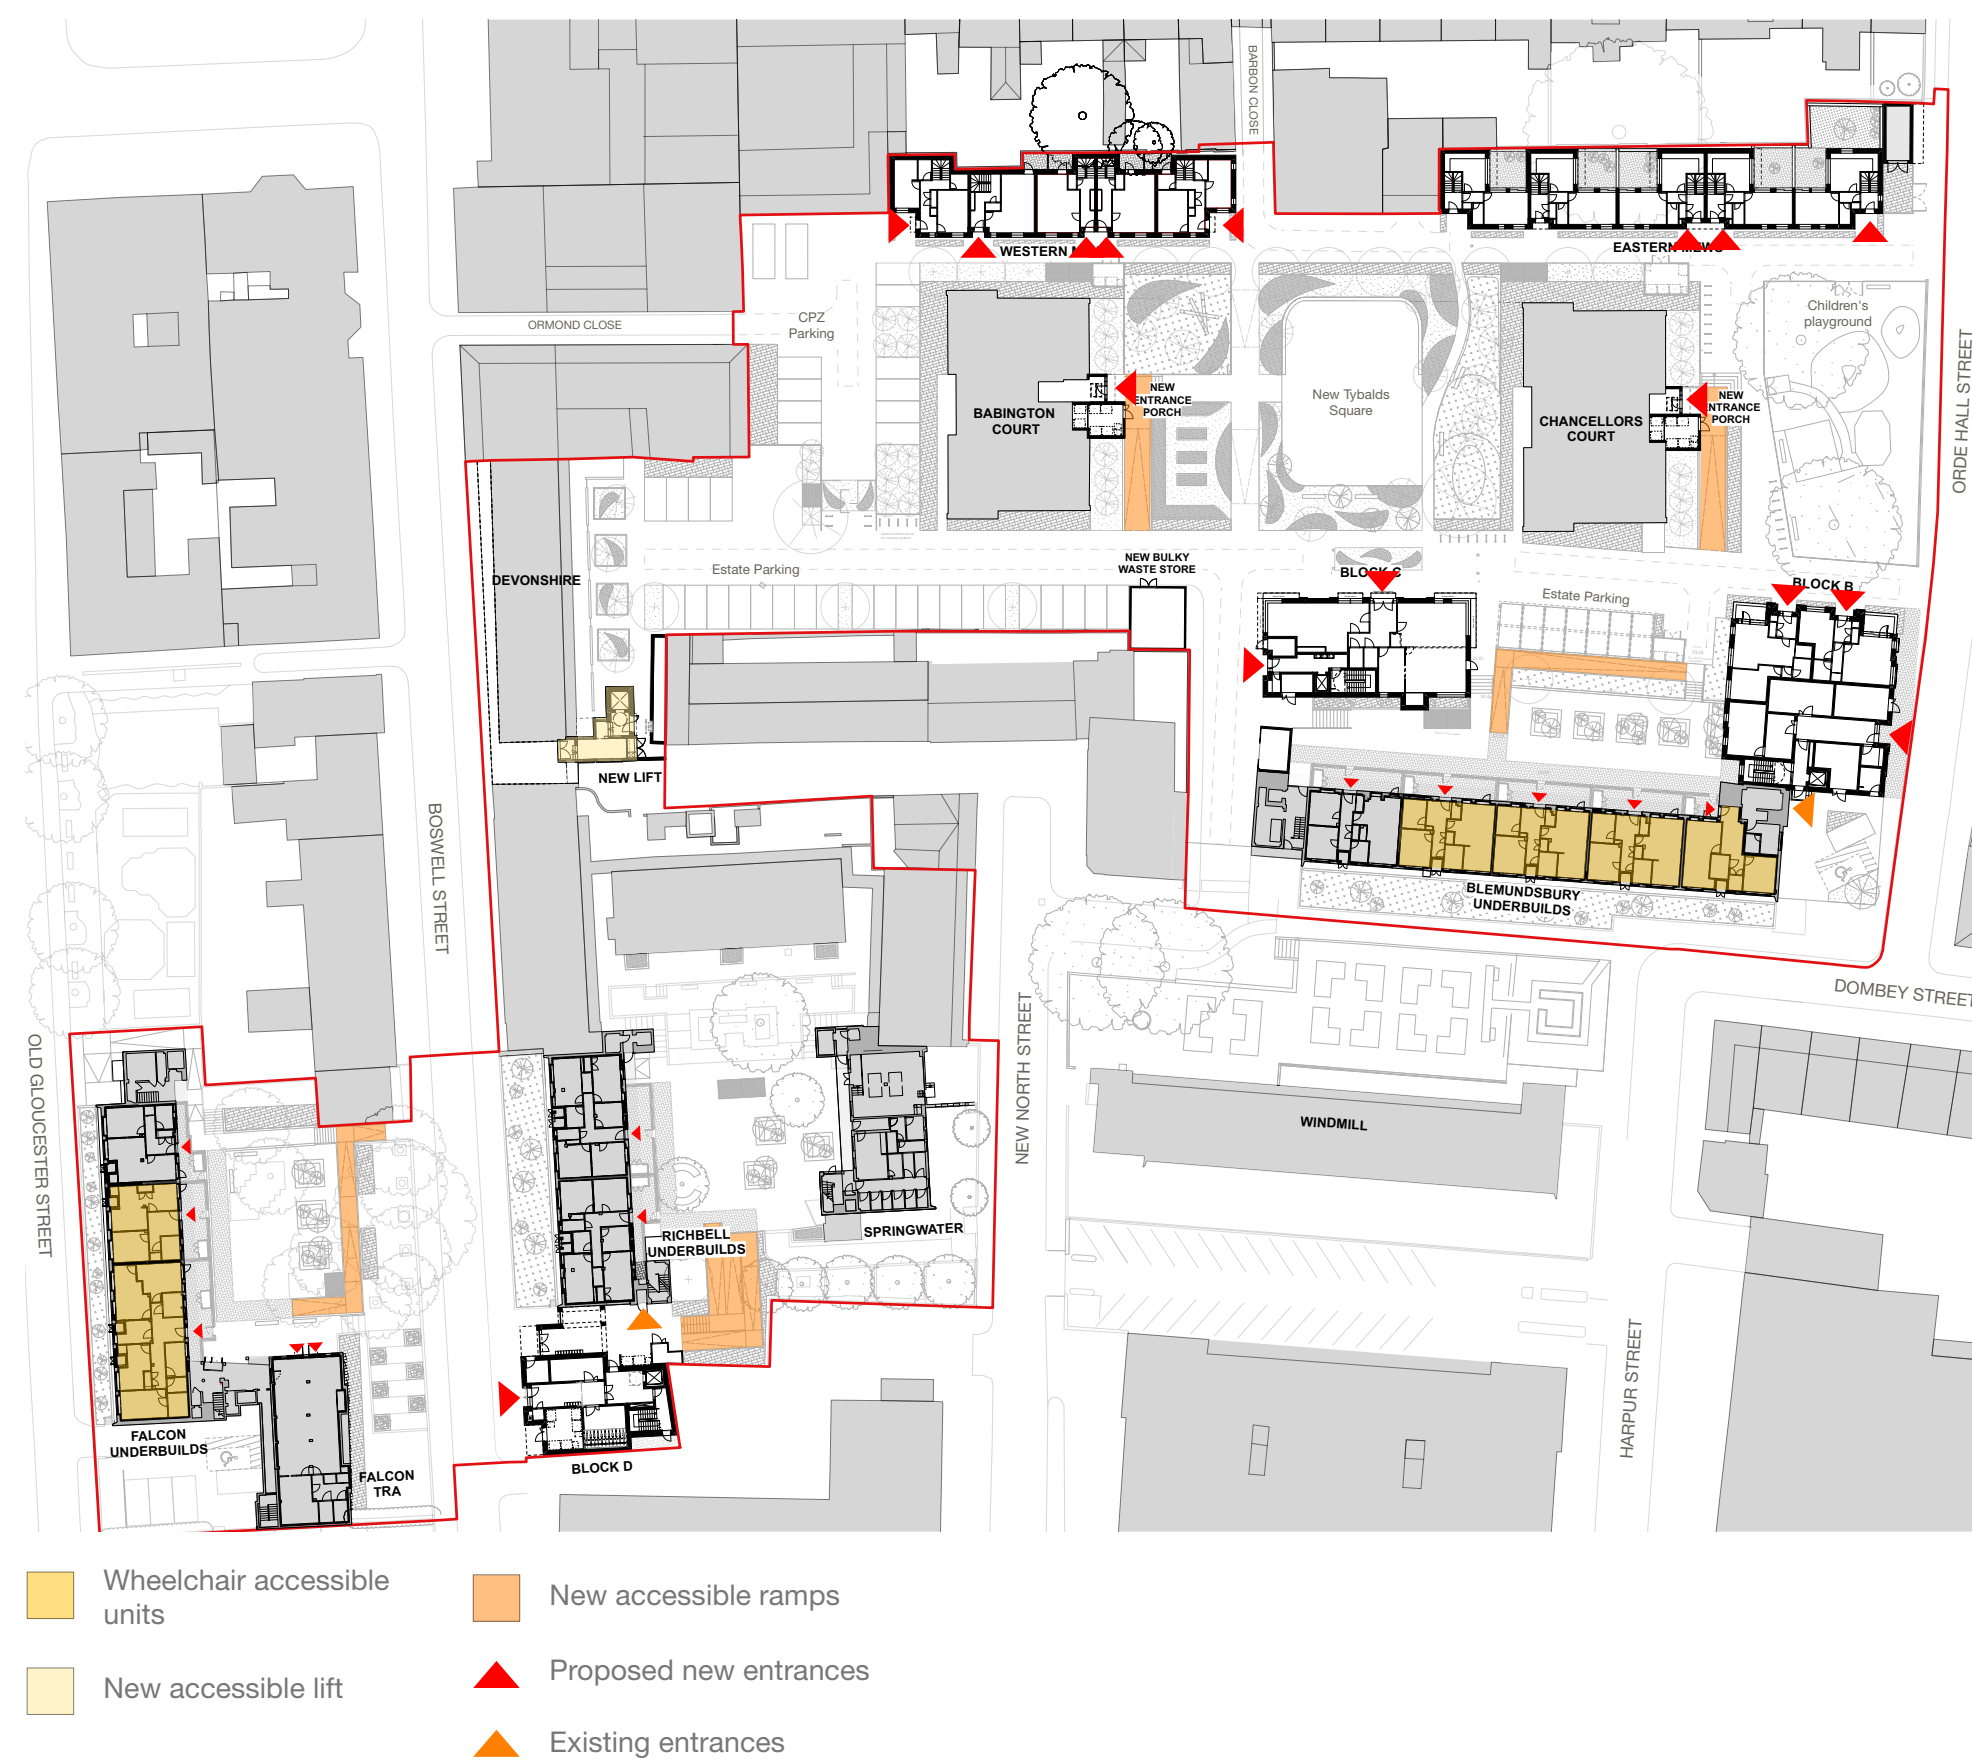 BARBON CLOSE
WESTERN
EASTERN MEWS
ORMOND CLOSE
CPZ
Parking
Children's
playground
ORDE HALL STREET
NEW
ENTRANCE
PORCH
BABINGTON
COURT
New Tybalds
Square
NEW
ENTRANCE
PORCH
CHANCELLORS
COURT
DEVONSHIRE
Estate Parking
NEW BULKY
WASTE STORE
BLOCK C
Estate Parking
BLOCK B
NEW LIFT
BOSWELL STREET
BLEMUNDSBURY
UNDERBUILDS
DOMBEY STREET
OLD GLOUCESTER STREET
NEW NORTH STREET
WINDMILL
RICHBELL
UNDERBUILDS
SPRINGWATER
HARPUR STREET
FALCON
UNDERBUILDS
FALCON
TRA
BLOCK D
Wheelchair accessible
units
New accessible ramps
Proposed new entrances
New accessible lift
Existing entrances